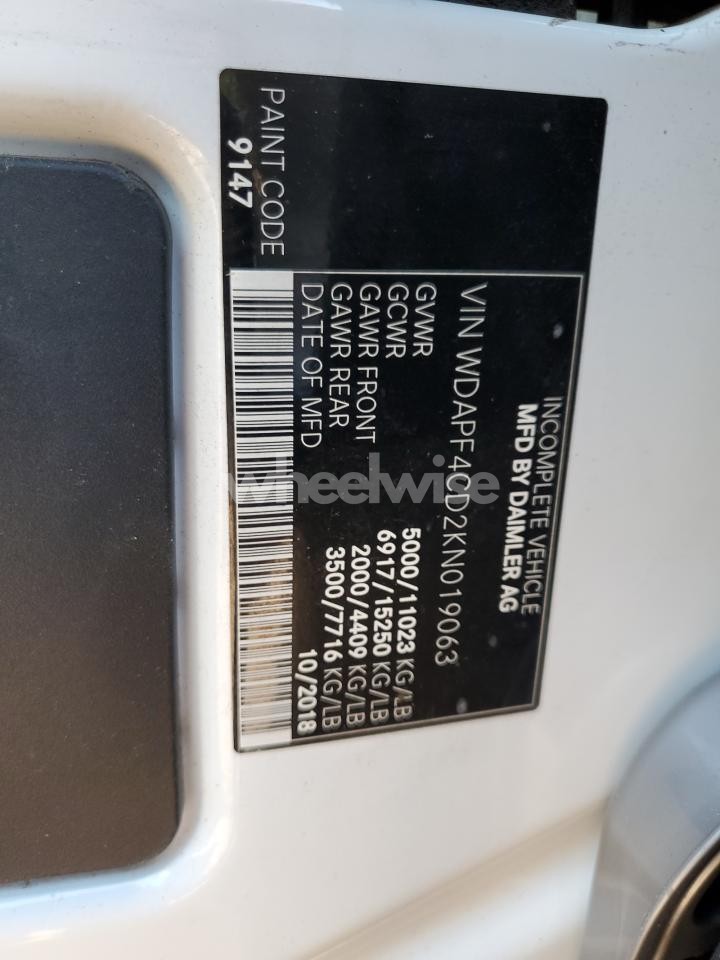 INCOMPLETE VEHICLE
MFD BY DAIMLER AG
VIN WDAPF4CD2KN019063
GVWR 5000/11023 KG/LB
GCWR 6917/15250 KG/LB
GAWR FRONT 2000/4409 KG/LB
GAWR REAR 3500/7716 KG/LB
DATE OF MFD 10/2018
PAINT CODE
9147
wheelwise